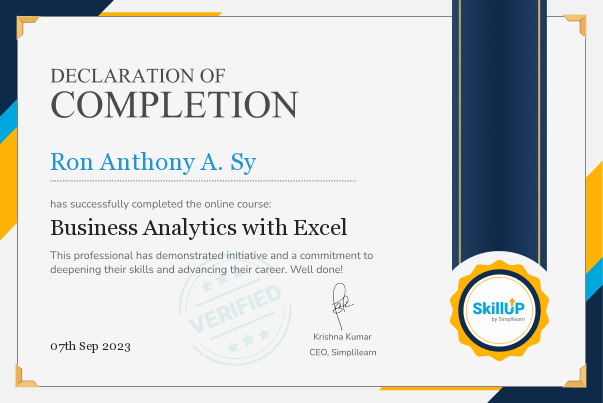 DECLARATION OF
COMPLETION
Ron Anthony A. Sy
has successfully completed the online course:
Business Analytics with Excel
This professional has demonstrated initiative and a commitment to
deepening their skills and advancing their career. Well done!
VERIFIED
SkillUP
by Simplilearn
Krishna Kumar
07th Sep 2023
CEO, Simplilearn